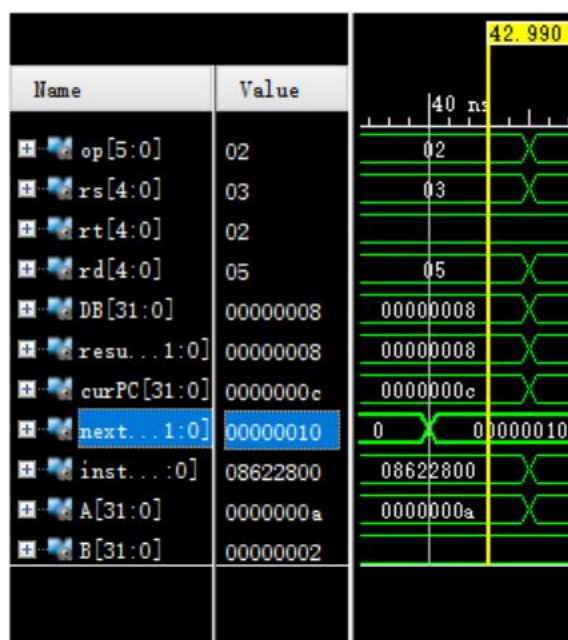 42.990
Name Value
40 ns
op[5:0] 02 02
rs[4:0] 03 03
rt[4:0] 02
rd[4:0] 05 05
DB[31:0] 00000008 00000008
resu...1:0] 00000008 00000008
curPC[31:0] 0000000c 0000000c
next...1:0] 00000010 0 00000010
inst...:0] 08622800 08622800
A[31:0] 0000000a 0000000a
B[31:0] 00000002